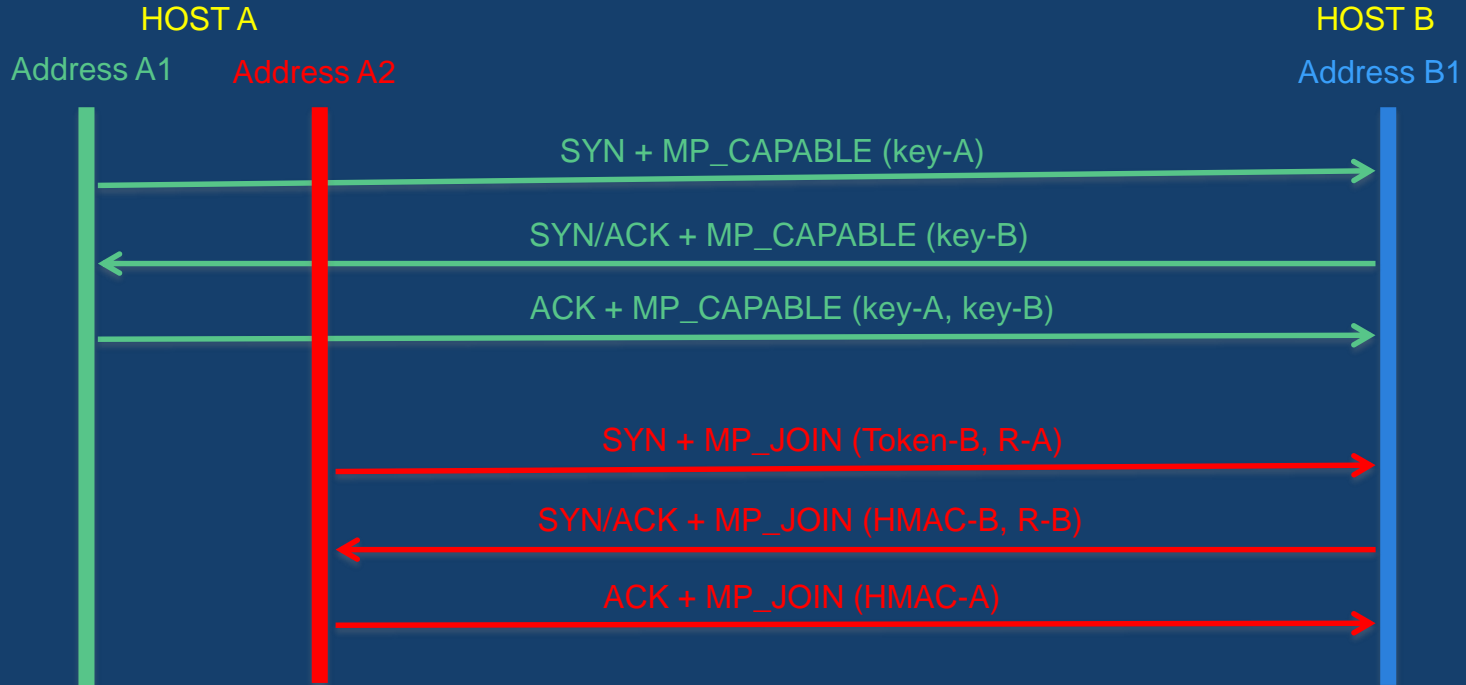 HOST A
HOST B
Address A1
Address A2
Address B1
SYN + MP_CAPABLE (key-A)
SYN/ACK + MP_CAPABLE (key-B)
ACK + MP_CAPABLE (key-A, key-B)
SYN + MP_JOIN (Token-B, R-A)
SYN/ACK + MP_JOIN (HMAC-B, R-B)
ACK + MP_JOIN (HMAC-A)